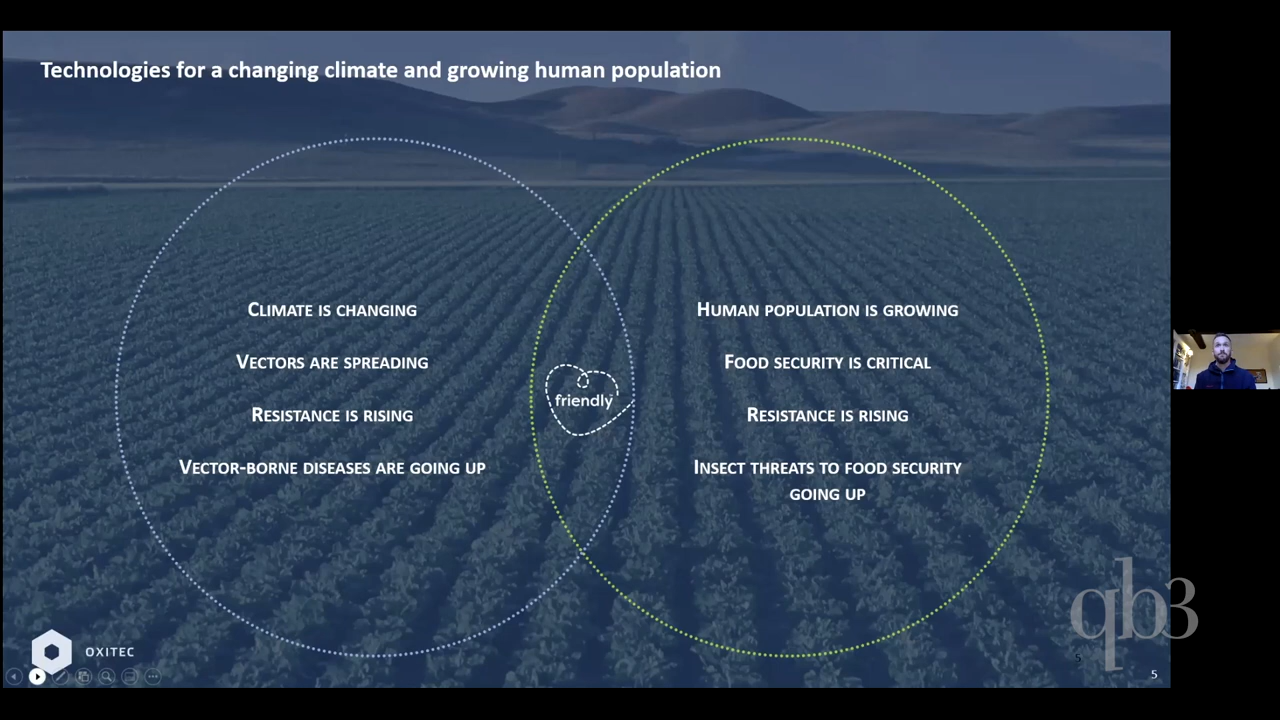 Technologies for a changing climate and growing human population
CLIMATE IS CHANGING
VECTORS ARE SPREADING
RESISTANCE IS RISING
VECTOR-BORNE DISEASES ARE GOING UP
friendly
HUMAN POPULATION IS GROWING
FOOD SECURITY IS CRITICAL
RESISTANCE IS RISING
INSECT THREATS TO FOOD SECURITY
GOING UP
qb3
OXITEC
5
5